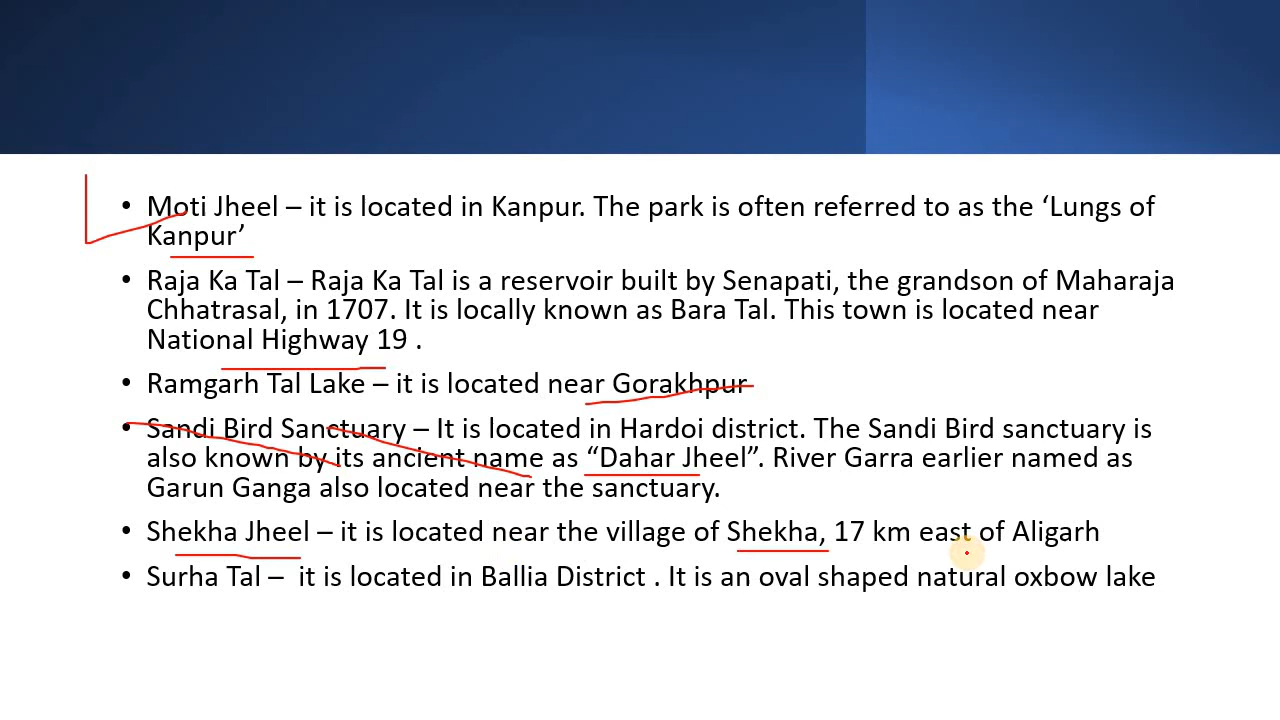 • Moti Jheel – it is located in Kanpur. The park is often referred to as the ‘Lungs of
Kanpur’
• Raja Ka Tal – Raja Ka Tal is a reservoir built by Senapati, the grandson of Maharaja
Chhatrasal, in 1707. It is locally known as Bara Tal. This town is located near
National Highway 19 .
• Ramgarh Tal Lake – it is located near Gorakhpur
• Sandi Bird Sanctuary – It is located in Hardoi district. The Sandi Bird sanctuary is
also known by its ancient name as “Dahar Jheel”. River Garra earlier named as
Garun Ganga also located near the sanctuary.
• Shekha Jheel – it is located near the village of Shekha, 17 km east of Aligarh
• Surha Tal –  it is located in Ballia District . It is an oval shaped natural oxbow lake